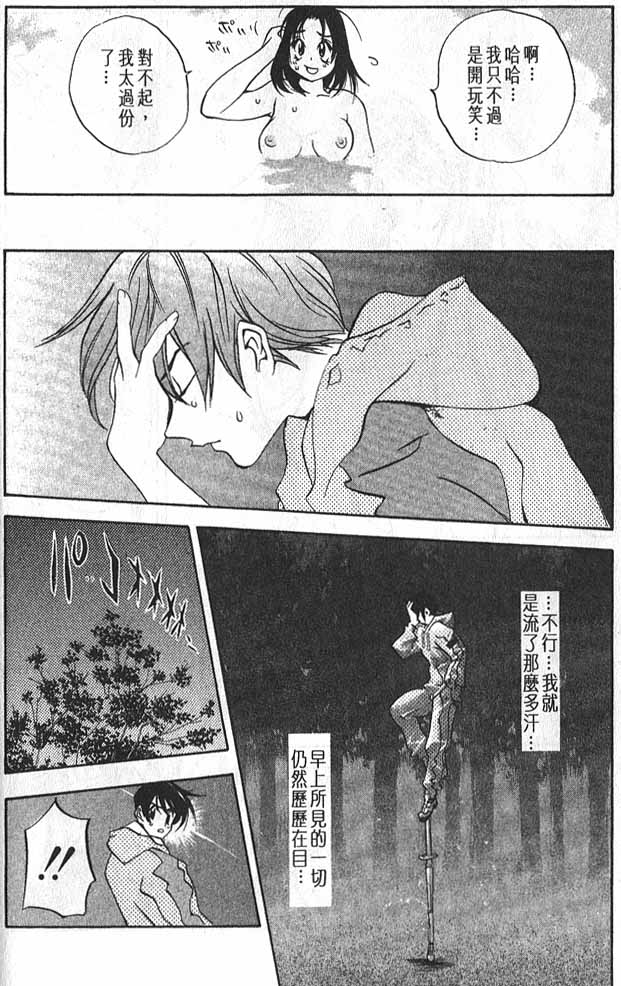 啊…
哈哈…
我只不過
是開玩笑…
對不起，
我太過份
了…
…不行…我就
是流了那麼多汗…
早上所見的一切
仍然歷歷在目…
!!